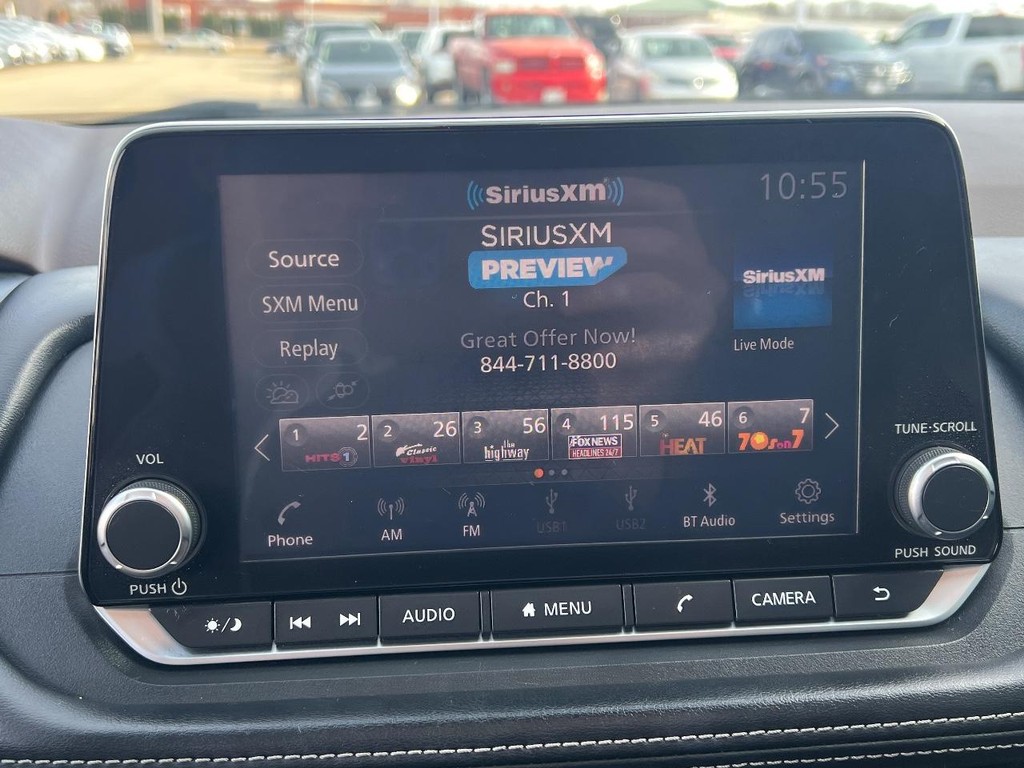 SiriusXM
10:55
SIRIUSXM
PREVIEW
Ch. 1
Source
SXM Menu
Replay
Great Offer Now!
844-711-8800
SiriusXM
Live Mode
1 2
HITS 1
2 26
Classic
vinyl
3 56
the
highway
4 115
FOX NEWS
HEADLINES 24/7
5 46
THE
HEAT
6 7
70s on 7
Phone
AM
FM
USB1
USB2
BT Audio
Settings
VOL
PUSH
TUNE·SCROLL
PUSH SOUND
AUDIO
MENU
CAMERA